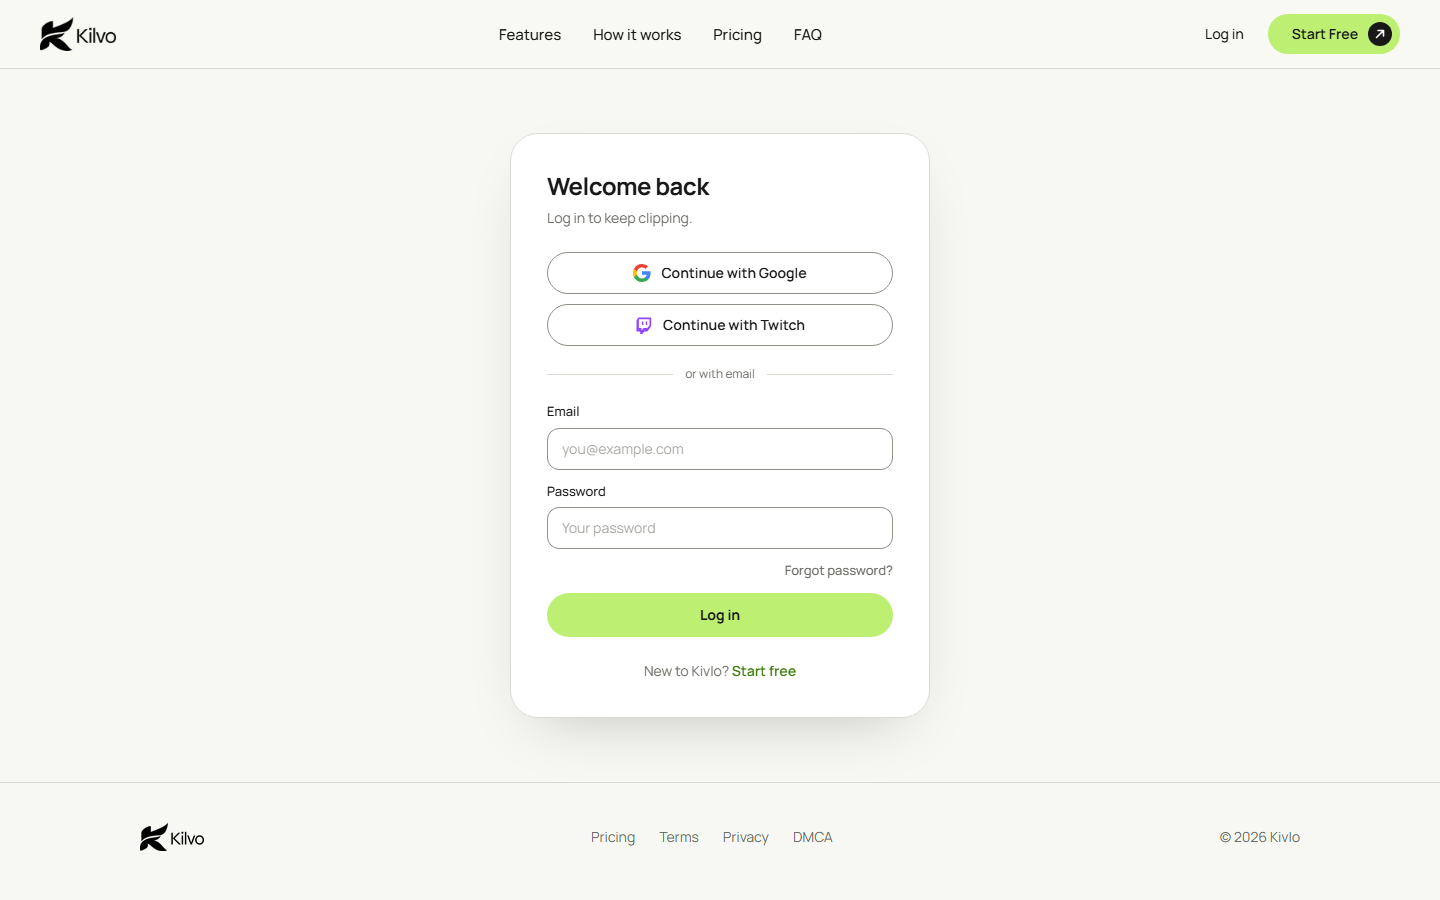 Kilvo
Features How it works Pricing FAQ
Log in Start Free
Welcome back
Log in to keep clipping.
Continue with Google
Continue with Twitch
or with email
Email
you@example.com
Password
Your password
Forgot password?
Log in
New to Kivlo? Start free
Kilvo
Pricing Terms Privacy DMCA
© 2026 Kivlo